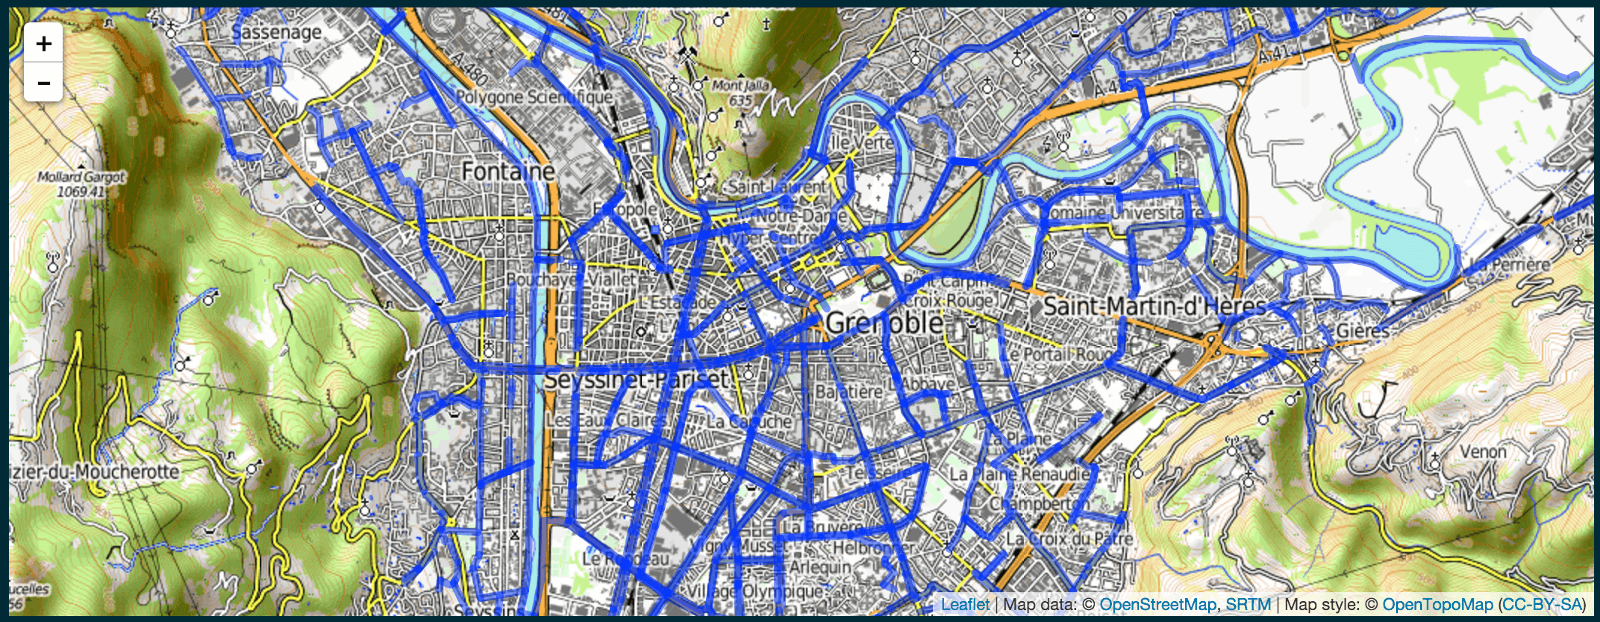 +
-
Sassenage
A 480
A 481
Polygone Scientifique
Mont Jalla
635
A 41
Île Verte
Mollard Gargot
1069.41
Fontaine
Saint-Laurent
Europole
Notre-Dame
Hyper-Centre
Domaine Universitaire
La Perrière
Bouchayer-Viallet
L'Estacade
Croix Rouge
Saint-Martin-d'Hères
Grenoble
Gières
Le Portail Rouge
Seyssinet-Pariset
Bajatière
L'Abbaye
Les Eaux Claires
La Capuche
La Plaine
Venon
izier-du-Moucherotte
Teisseire
La Plaine Renaudie
Champberton
La Bruyère
La Croix du Pâtre
Vigny Musset
Helbronner
Le Rondeau
Arlequin
Village Olympique
ucelles
56
Seyssin
400
Leaflet | Map data: © OpenStreetMap, SRTM | Map style: © OpenTopoMap (CC-BY-SA)